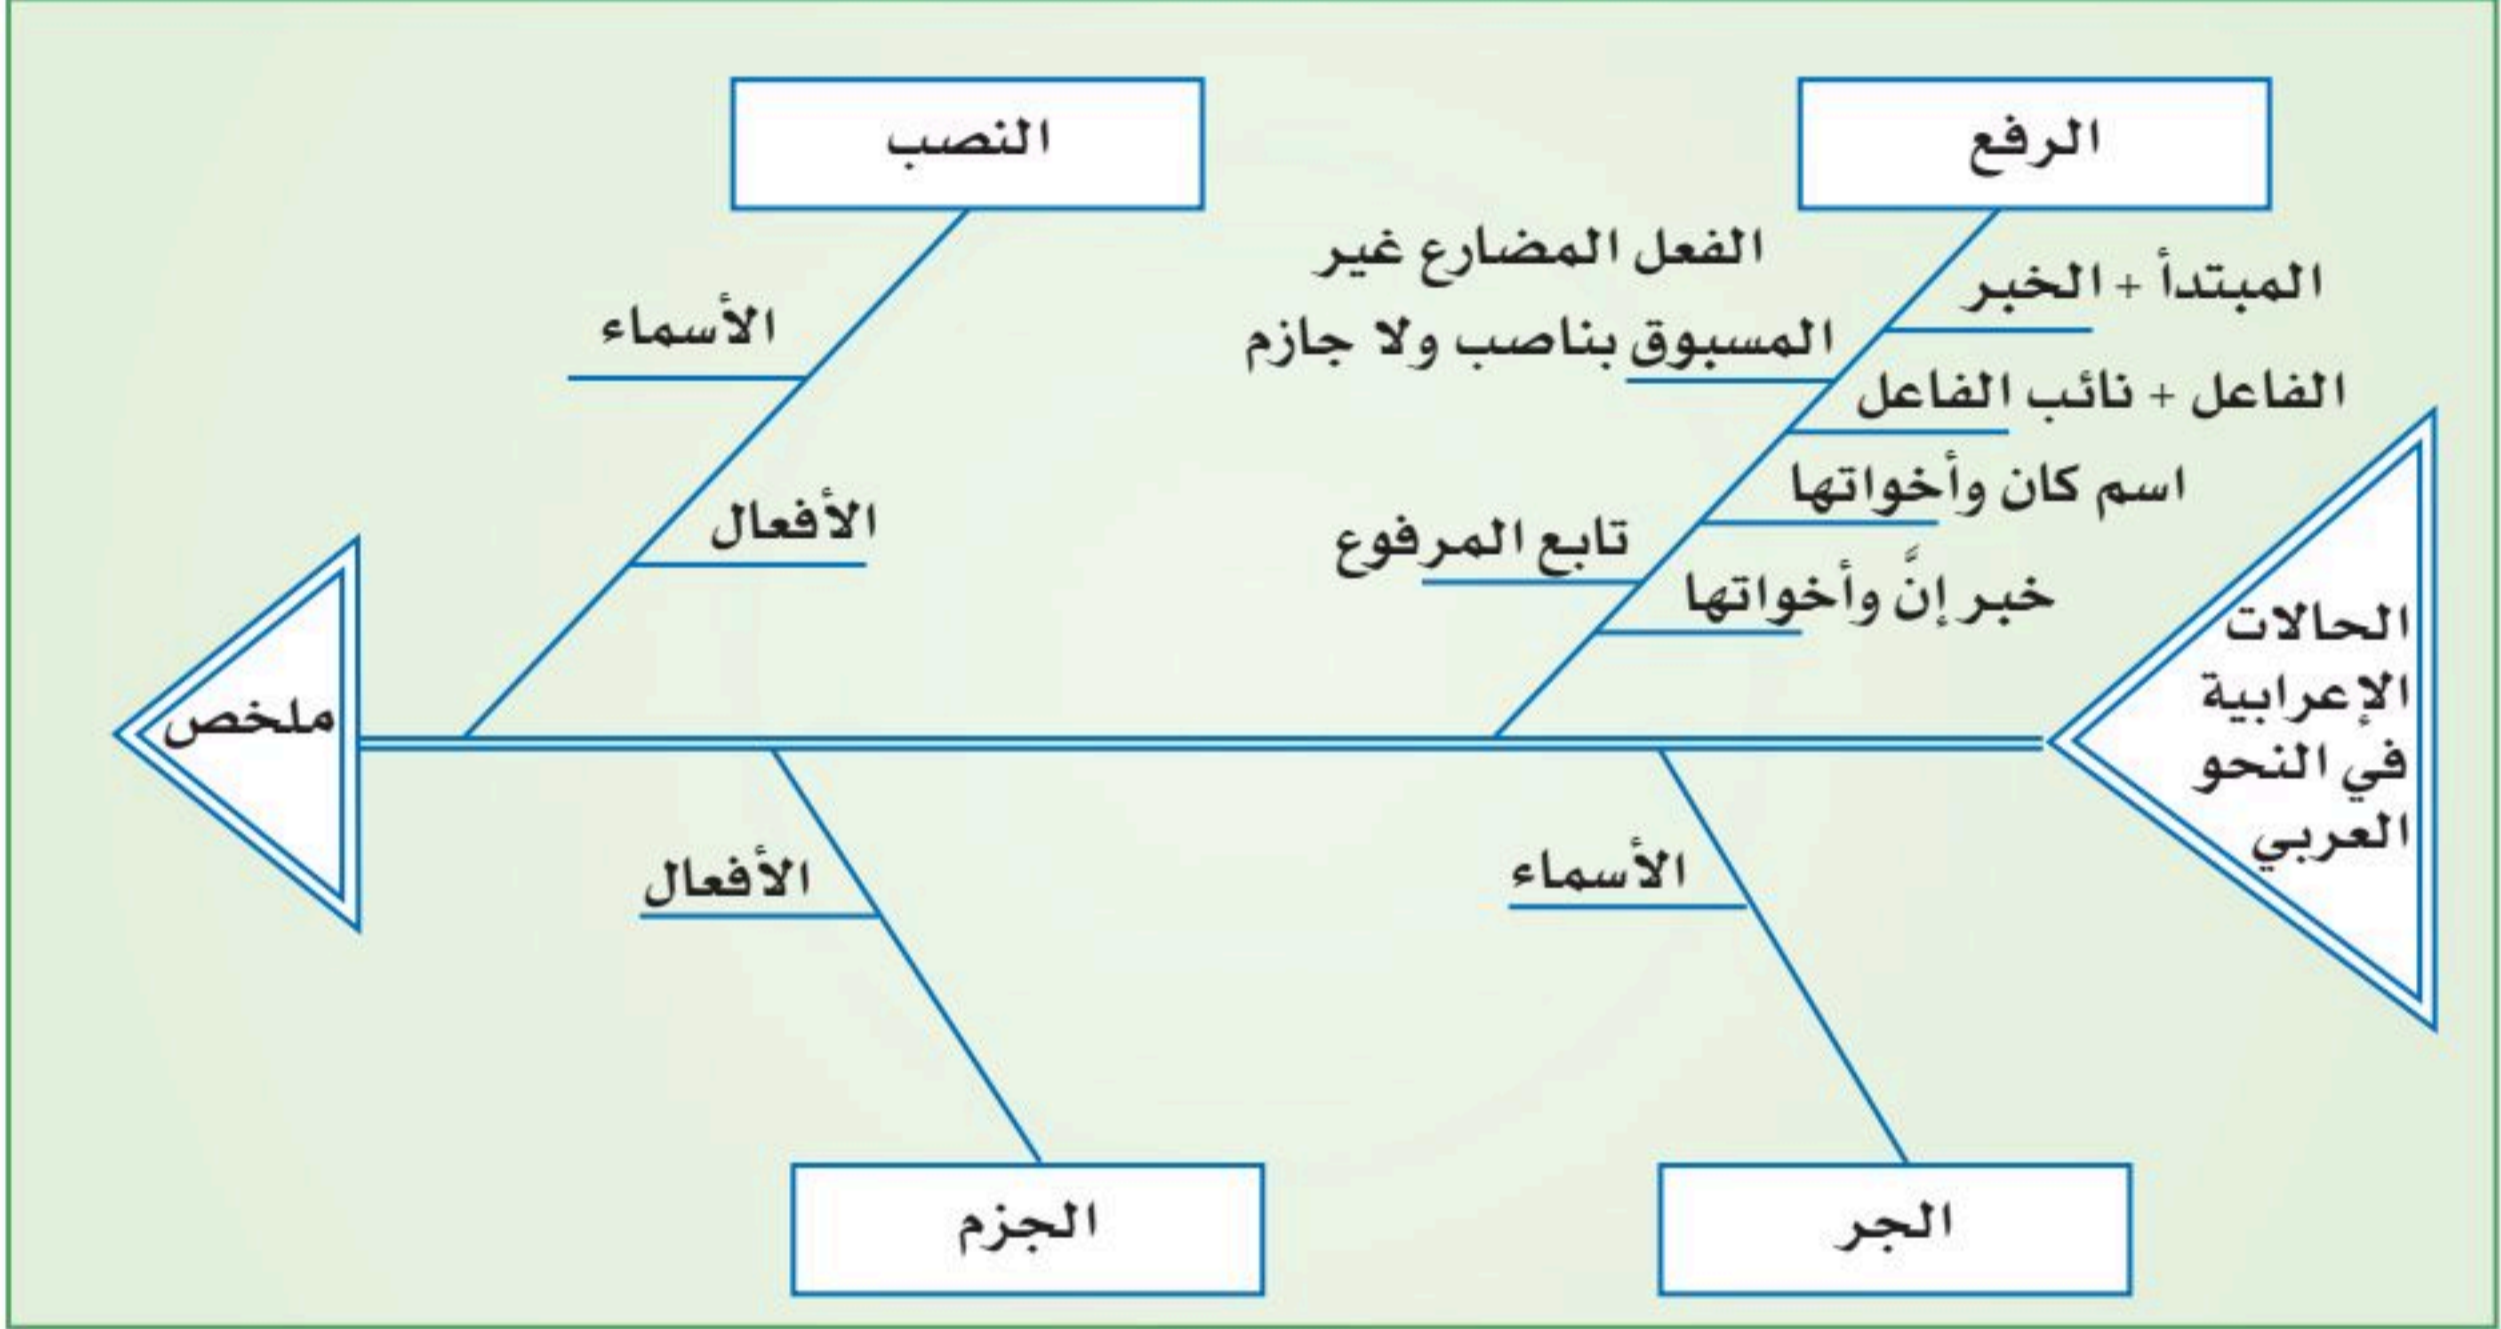 الرفع
المبتدأ + الخبر
الفاعل + نائب الفاعل
اسم كان وأخواتها
خبر إنَّ وأخواتها
الفعل المضارع غير
المسبوق بناصب ولا جازم
تابع المرفوع
النصب
الأسماء
الأفعال
الحالات
الإعرابية
في النحو
العربي
ملخص
الأسماء
الجر
الأفعال
الجزم